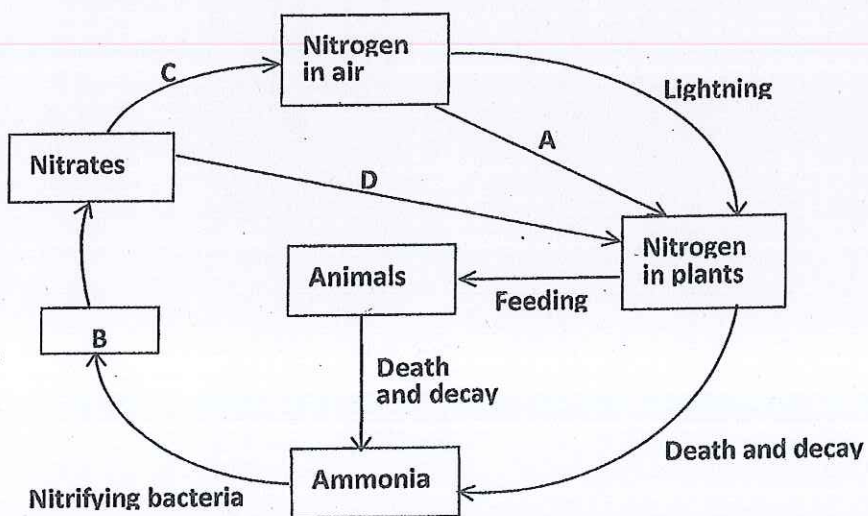 Nitrogen
in air
C
Lightning
A
Nitrates
D
Nitrogen
in plants
Animals
Feeding
B
Death
and decay
Death and decay
Ammonia
Nitrifying bacteria